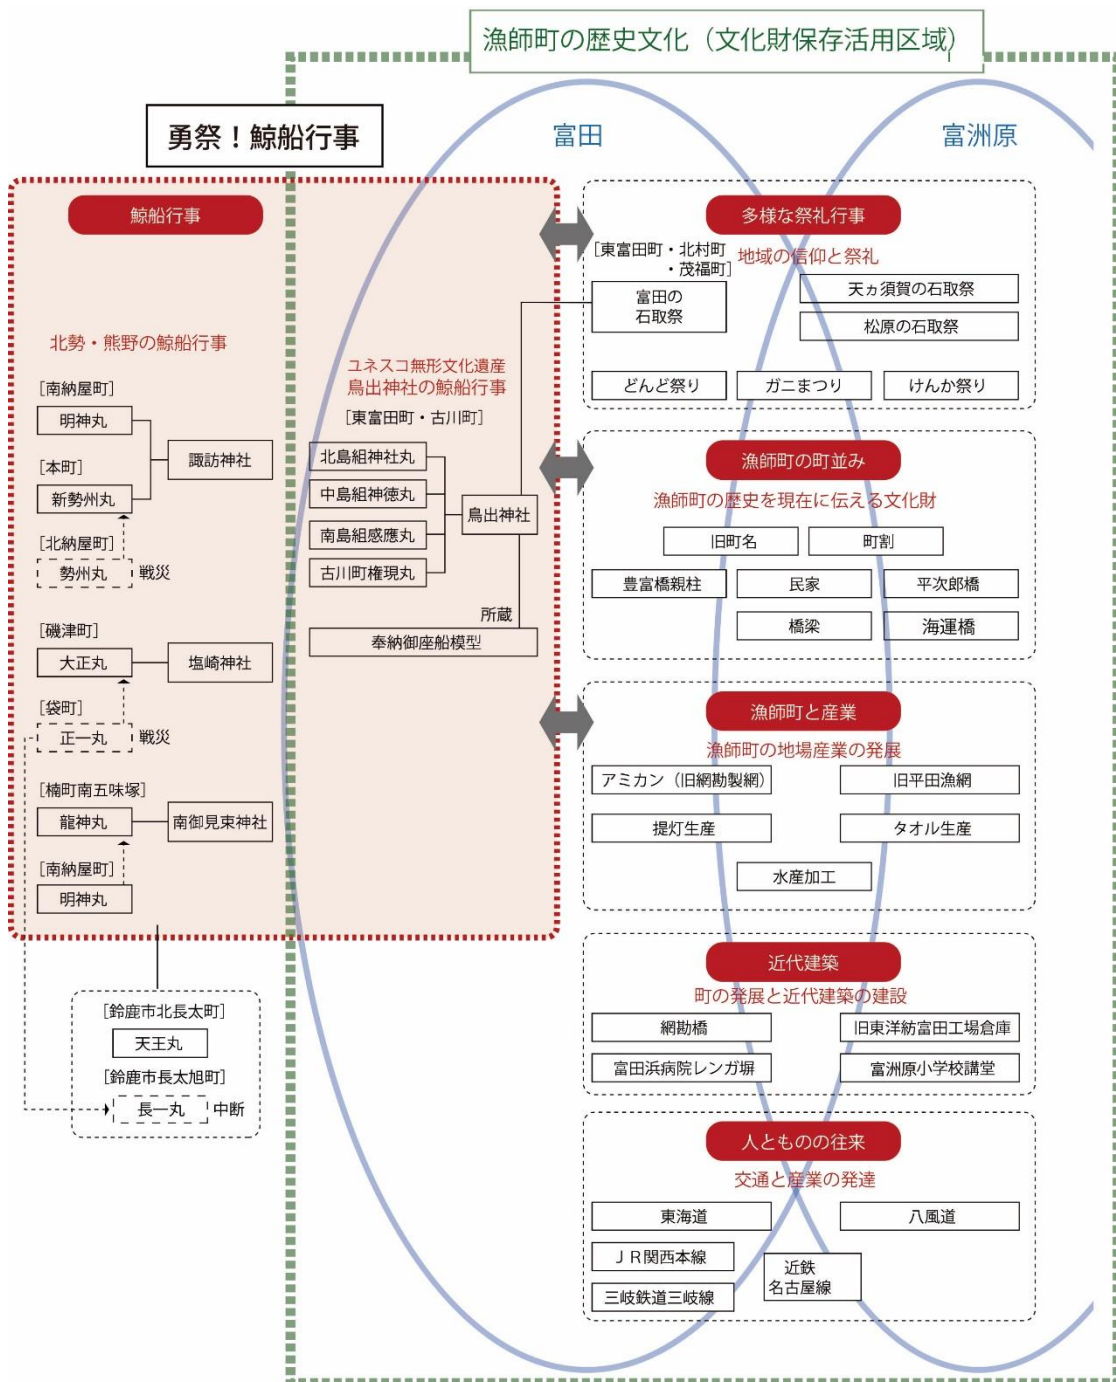 漁師町の歴史文化（文化財保存活用区域）
勇祭！鯨船行事
富田
富洲原
鯨船行事
北勢・熊野の鯨船行事
［南納屋町］
明神丸
諏訪神社
［本町］
新勢州丸
［北納屋町］
勢州丸
戦災
［磯津町］
大正丸
塩崎神社
［袋町］
正一丸
戦災
［楠町南五味塚］
龍神丸
南御見束神社
［南納屋町］
明神丸
［鈴鹿市北長太町］
天王丸
［鈴鹿市長太旭町］
長一丸
中断
ユネスコ無形文化遺産
鳥出神社の鯨船行事
［東富田町・古川町］
北島組神社丸
中島組神徳丸
南島組感應丸
古川町権現丸
鳥出神社
所蔵
奉納御座船模型
多様な祭礼行事
地域の信仰と祭礼
［東富田町・北村町
・茂福町］
富田の
石取祭
天ヵ須賀の石取祭
松原の石取祭
どんど祭り
ガニまつり
けんか祭り
漁師町の町並み
漁師町の歴史を現在に伝える文化財
旧町名
町割
豊富橋親柱
民家
平次郎橋
橋梁
海運橋
漁師町と産業
漁師町の地場産業の発展
アミカン（旧網勘製網）
旧平田漁網
提灯生産
タオル生産
水産加工
近代建築
町の発展と近代建築の建設
網勘橋
旧東洋紡富田工場倉庫
富田浜病院レンガ塀
富洲原小学校講堂
人とものの往来
交通と産業の発達
東海道
八風道
ＪＲ関西本線
近鉄
名古屋線
三岐鉄道三岐線